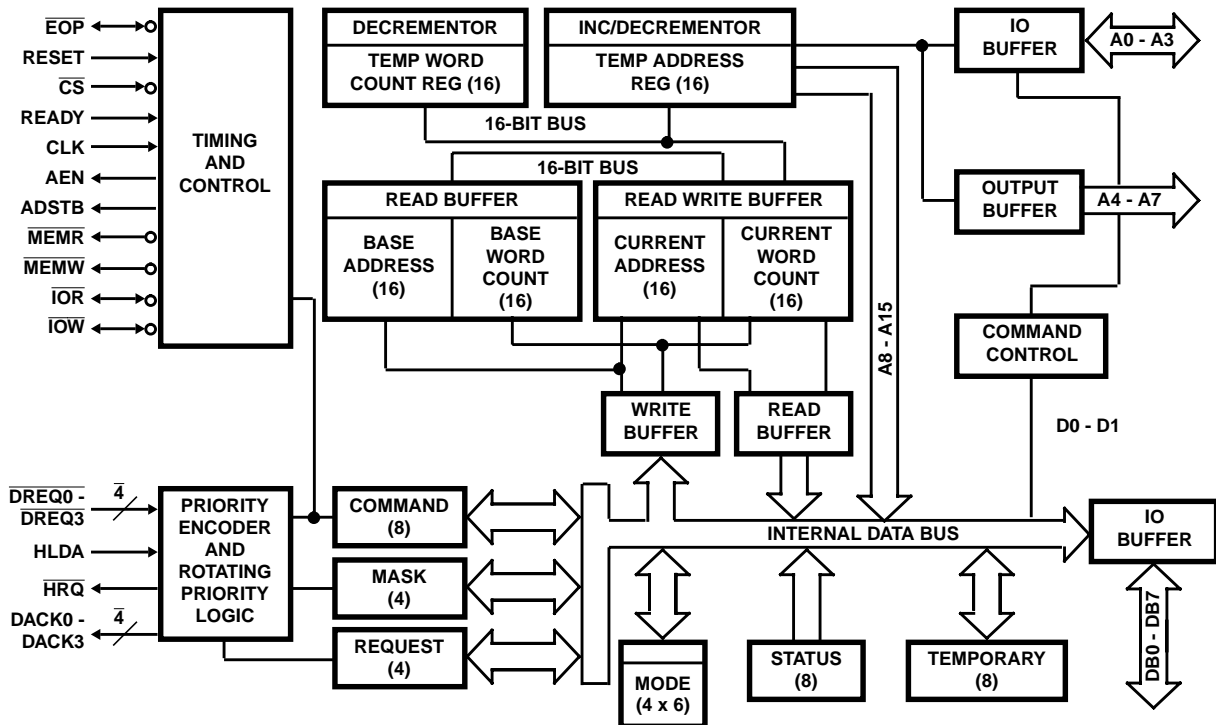 EOP
RESET
CS
READY
CLK
AEN
ADSTB
MEMR
MEMW
IOR
IOW
TIMING
AND
CONTROL
DECREMENTOR
TEMP WORD
COUNT REG (16)
INC/DECREMENTOR
TEMP ADDRESS
REG (16)
IO
BUFFER
A0 - A3
16-BIT BUS
16-BIT BUS
READ BUFFER
BASE
ADDRESS
(16)
BASE
WORD
COUNT
(16)
READ WRITE BUFFER
CURRENT
ADDRESS
(16)
CURRENT
WORD
COUNT
(16)
OUTPUT
BUFFER
A4 - A7
A8 - A15
COMMAND
CONTROL
WRITE
BUFFER
READ
BUFFER
D0 - D1
DREQ0 -
DREQ3
4
HLDA
HRQ
DACK0 -
DACK3
4
PRIORITY
ENCODER
AND
ROTATING
PRIORITY
LOGIC
COMMAND
(8)
MASK
(4)
REQUEST
(4)
INTERNAL DATA BUS
IO
BUFFER
MODE
(4 x 6)
STATUS
(8)
TEMPORARY
(8)
DB0 - DB7